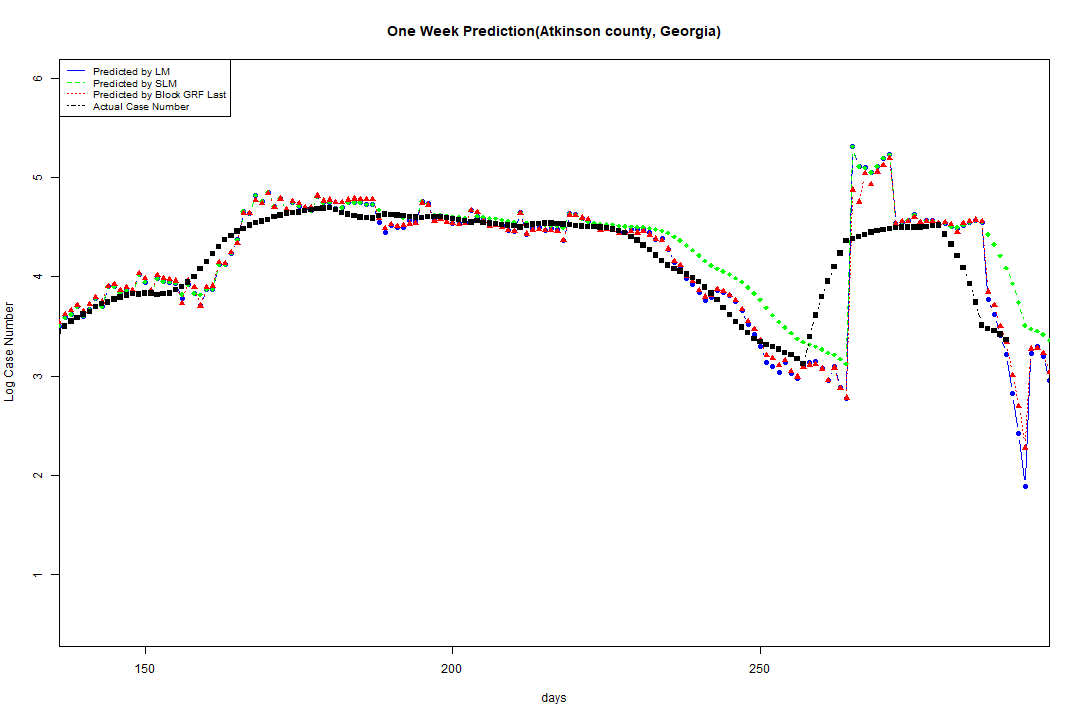 One Week Prediction(Atkinson county, Georgia)
Predicted by LM
Predicted by SLM
Predicted by Block GRF Last
Actual Case Number
6
5
4
3
2
1
Log Case Number
150
200
250
days